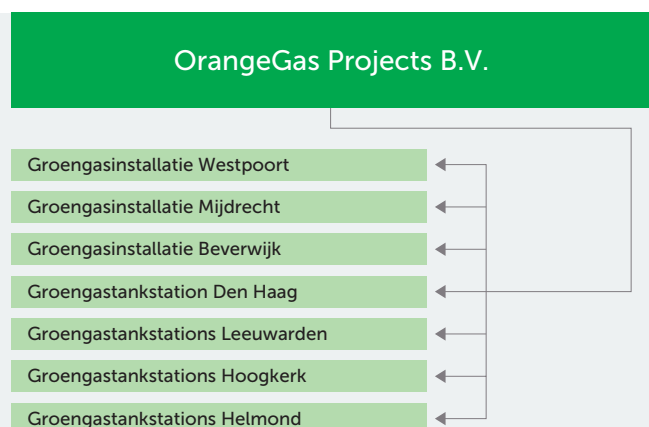 OrangeGas Projects B.V.
Groengasinstallatie Westpoort
Groengasinstallatie Mijdrecht
Groengasinstallatie Beverwijk
Groengastankstation Den Haag
Groengastankstations Leeuwarden
Groengastankstations Hoogkerk
Groengastankstations Helmond